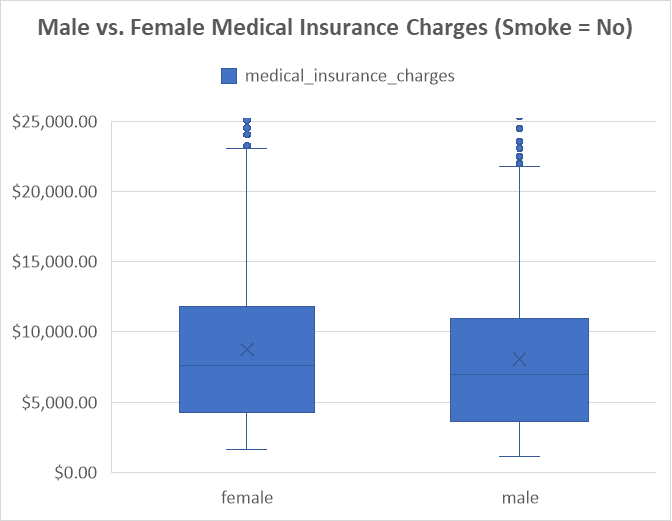 Male vs. Female Medical Insurance Charges (Smoke = No)
medical_insurance_charges
$25,000.00
$20,000.00
$15,000.00
$10,000.00
$5,000.00
$0.00
female male